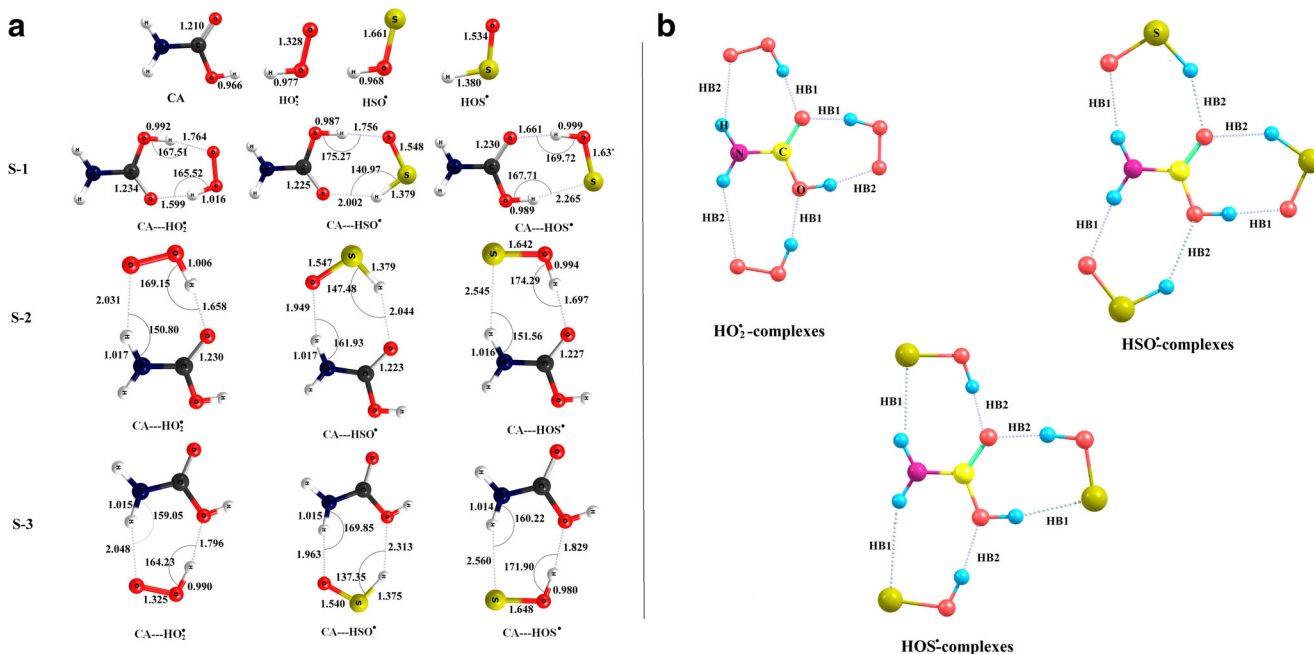 a
1.210
1.328
0.977
1.661
0.968
1.534
1.380
0.966
CA
HO₂•
HSO•
HOS•
S-1
0.992
1.764
167.51
165.52
1.234
1.599
1.016
CA---HO₂•
0.987
1.756
175.27
1.548
140.97
1.225
2.002
1.379
CA---HSO•
1.661
0.999
1.230
169.72
1.63
167.71
0.989
2.265
CA---HOS•
S-2
1.006
169.15
2.031
1.658
150.80
1.017
1.230
CA---HO₂•
1.547
1.379
147.48
1.949
2.044
161.93
1.017
1.223
CA---HSO•
1.642
0.994
174.29
2.545
1.697
151.56
1.016
1.227
CA---HOS•
S-3
1.015
159.05
2.048
1.796
164.23
0.990
1.325
CA---HO₂•
1.015
169.85
1.963
2.313
137.35
1.540
1.375
CA---HSO•
1.014
160.22
2.560
1.829
171.90
0.980
1.648
CA---HOS•
b
HB2
HB1
HB1
H
N
C
O
HB2
HB2
HB1
HO₂•-complexes
S
HB1
HB2
HB2
HB1
HB1
HB2
HSO•-complexes
HB1
HB2
HB2
HB1
HB1
HB2
HOS•-complexes